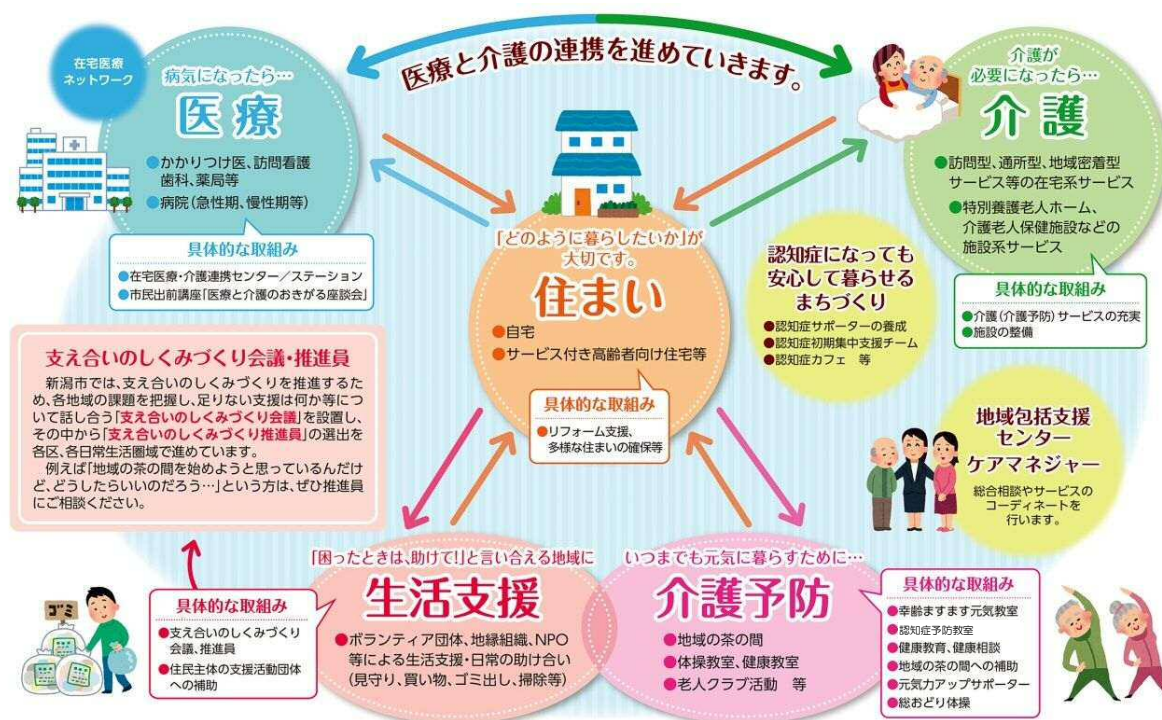 医療と介護の連携を進めていきます。
在宅医療
ネットワーク
病気になったら…
医療
●かかりつけ医、訪問看護
歯科、薬局等
●病院(急性期、慢性期等)
具体的な取組み
●在宅医療・介護連携センター/ステーション
●市民出前講座「医療と介護のおきがる座談会」
介護が
必要になったら…
介護
●訪問型、通所型、地域密着型
サービス等の在宅系サービス
●特別養護老人ホーム、
介護老人保健施設などの
施設系サービス
具体的な取組み
●介護(介護予防)サービスの充実
●施設の整備
「どのように暮らしたいか」が
大切です。
住まい
●自宅
●サービス付き高齢者向け住宅等
具体的な取組み
●リフォーム支援、
多様な住まいの確保等
認知症になっても
安心して暮らせる
まちづくり
●認知症サポーターの養成
●認知症初期集中支援チーム
●認知症カフェ 等
支え合いのしくみづくり会議・推進員
新潟市では、支え合いのしくみづくりを推進するた
め、各地域の課題を把握し、足りない支援は何か等につ
いて話し合う「支え合いのしくみづくり会議」を設置し、
その中から「支え合いのしくみづくり推進員」の選出を
各区、各日常生活圏域で進めています。
例えば「地域の茶の間を始めようと思っているんだけ
ど、どうしたらいいのだろう…」という方は、ぜひ推進員
にご相談ください。
地域包括支援
センター
ケアマネジャー
総合相談やサービスの
コーディネートを
行います。
ゴミ
具体的な取組み
●支え合いのしくみづくり
会議、推進員
●住民主体の支援活動団体
への補助
「困ったときは、助けて!」と言い合える地域に
生活支援
●ボランティア団体、地縁組織、NPO
等による生活支援・日常の助け合い
(見守り、買い物、ゴミ出し、掃除等)
いつまでも元気に暮らすために…
介護予防
●地域の茶の間
●体操教室、健康教室
●老人クラブ活動 等
具体的な取組み
●幸齢ますます元気教室
●認知症予防教室
●健康教育、健康相談
●地域の茶の間への補助
●元気力アップサポーター
●総おどり体操